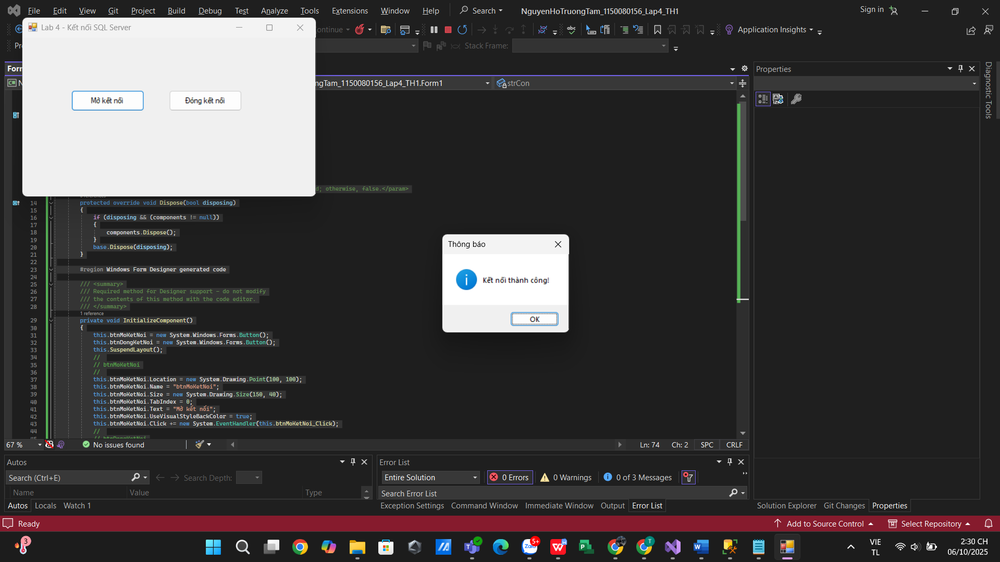 File Edit View Git Project Build Debug Test Analyze Tools Extensions Window Help Search NguyenHoTruongTam_1150080156_Lap4_TH1 Sign in
Lab 4 - Kết nối SQL Server
Application Insights
Stack Frame:
Properties
ngTam_1150080156_Lap4_TH1.Form1 strCon
Mở kết nối Đóng kết nối
Diagnostic Tools
d; otherwise, false.</param>
14 protected override void Dispose(bool disposing)
15 {
16 if (disposing && (components != null))
17 {
18 components.Dispose();
19 }
20 base.Dispose(disposing);
21 }
22
23 #region Windows Form Designer generated code
24
25 /// <summary>
26 /// Required method for Designer support - do not modify
27 /// the contents of this method with the code editor.
28 /// </summary>
1 reference
29 private void InitializeComponent()
30 {
31 this.btnMoKetNoi = new System.Windows.Forms.Button();
32 this.btnDongKetNoi = new System.Windows.Forms.Button();
33 this.SuspendLayout();
34 //
35 // btnMoKetNoi
36 //
37 this.btnMoKetNoi.Location = new System.Drawing.Point(100, 100);
38 this.btnMoKetNoi.Name = "btnMoKetNoi";
39 this.btnMoKetNoi.Size = new System.Drawing.Size(150, 40);
40 this.btnMoKetNoi.TabIndex = 0;
41 this.btnMoKetNoi.Text = "Mở kết nối";
42 this.btnMoKetNoi.UseVisualStyleBackColor = true;
43 this.btnMoKetNoi.Click += new System.EventHandler(this.btnMoKetNoi_Click);
44 //
Thông báo
Kết nối thành công!
OK
67 % No issues found Ln: 74 Ch: 2 SPC CRLF
Autos
Search (Ctrl+E) Search Depth:
Name Value Type
Autos Locals Watch 1
Error List
Entire Solution 0 Errors 0 Warnings 0 of 3 Messages
Search Error List
Exception Settings Command Window Immediate Window Output Error List
Solution Explorer Git Changes Properties
Ready Add to Source Control Select Repository
3
5+
Zalo
T
VIE
TL
2:30 CH
06/10/2025